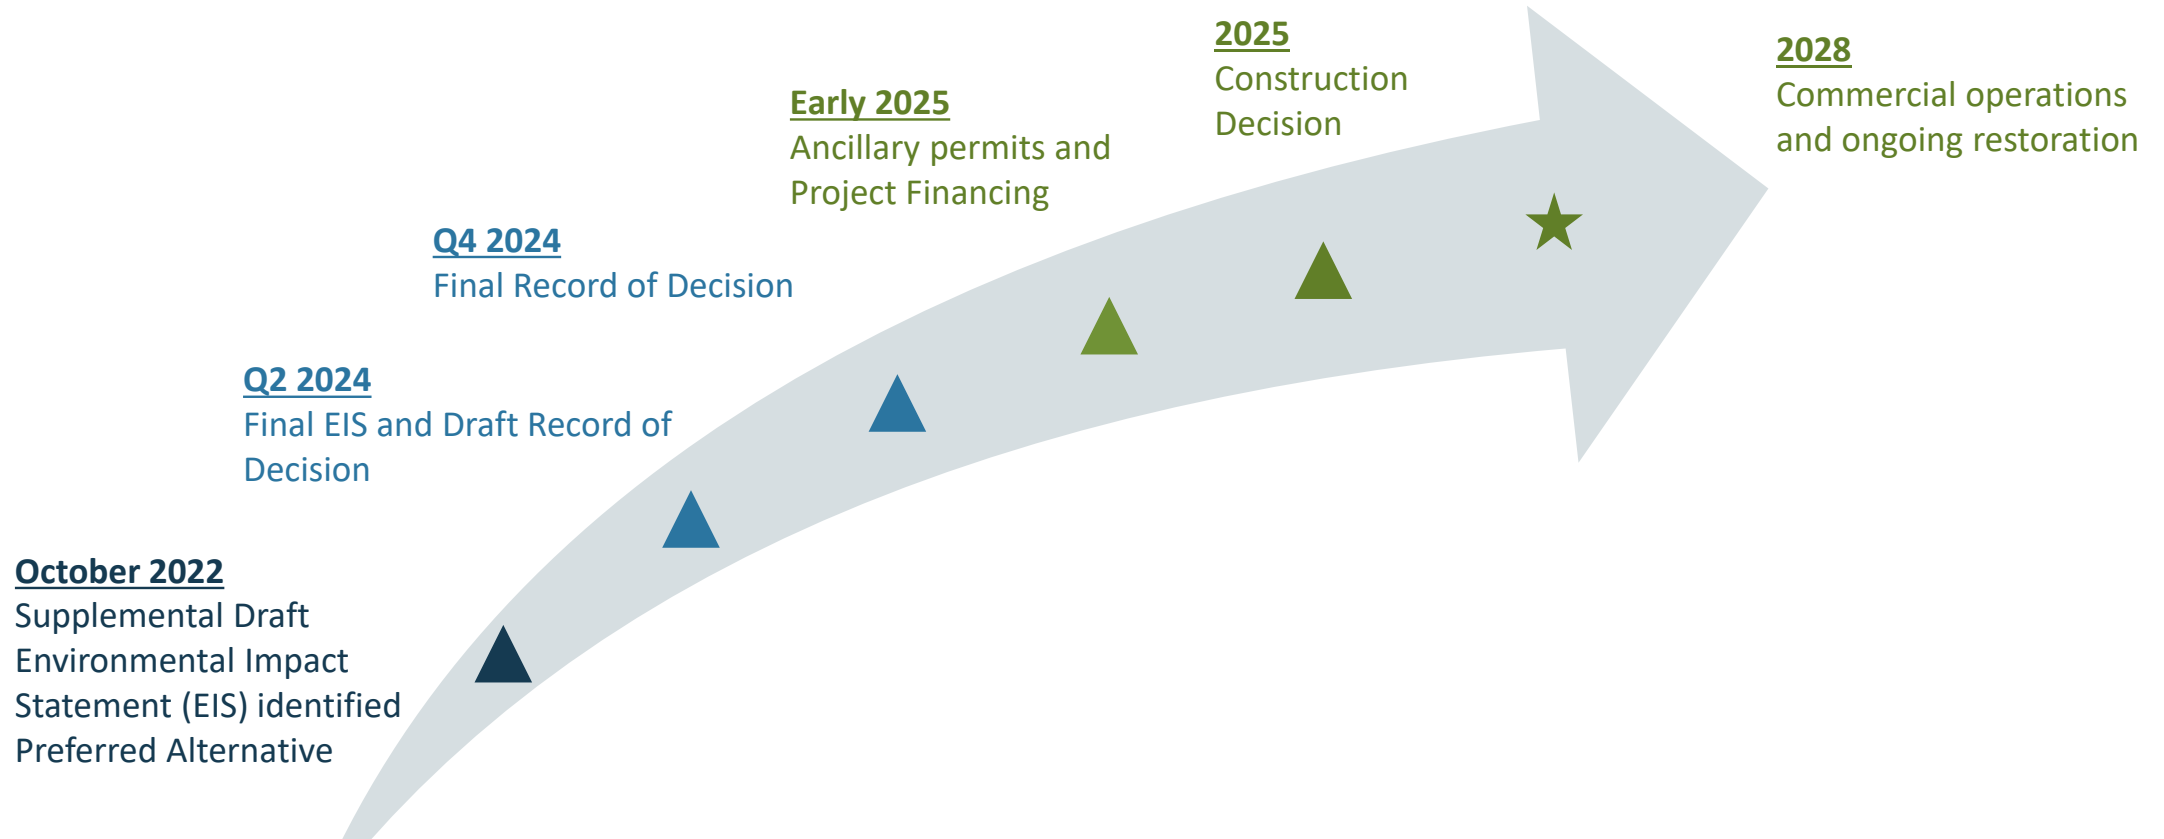 October 2022
Supplemental Draft
Environmental Impact
Statement (EIS) identified
Preferred Alternative
Q2 2024
Final EIS and Draft Record of
Decision
Q4 2024
Final Record of Decision
Early 2025
Ancillary permits and
Project Financing
2025
Construction
Decision
2028
Commercial operations
and ongoing restoration